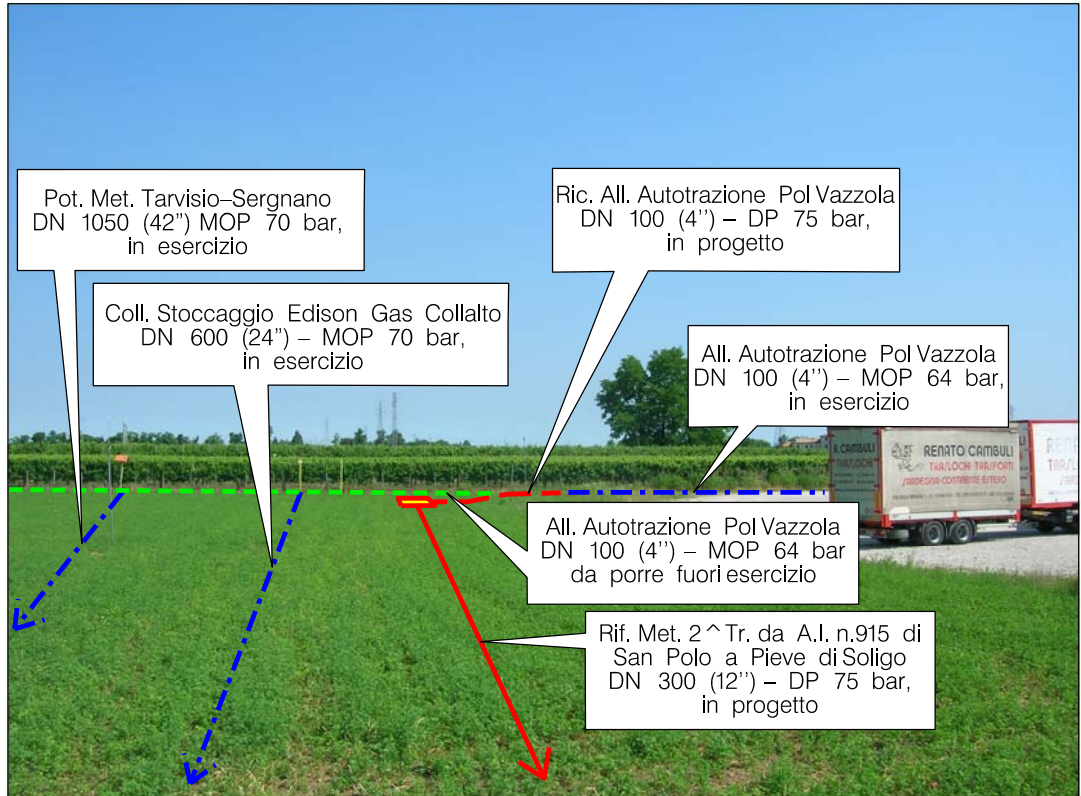 Pot. Met. Tarvisio–Sergnano
DN 1050 (42") MOP 70 bar,
in esercizio
Ric. All. Autotrazione Pol Vazzola
DN 100 (4'') – DP 75 bar,
in progetto
Coll. Stoccaggio Edison Gas Collalto
DN 600 (24") – MOP 70 bar,
in esercizio
All. Autotrazione Pol Vazzola
DN 100 (4'') – MOP 64 bar,
in esercizio
R. CAMBULI
TRASLOCHI TRASPORTI
RENATO CAMBULI
TRASLOCHI-TRASPORTI
SARDEGNA CONTINENTE-ESTERO
All. Autotrazione Pol Vazzola
DN 100 (4'') – MOP 64 bar
da porre fuori esercizio
Rif. Met. 2^ Tr. da A.I. n.915 di
San Polo a Pieve di Soligo
DN 300 (12'') – DP 75 bar,
in progetto